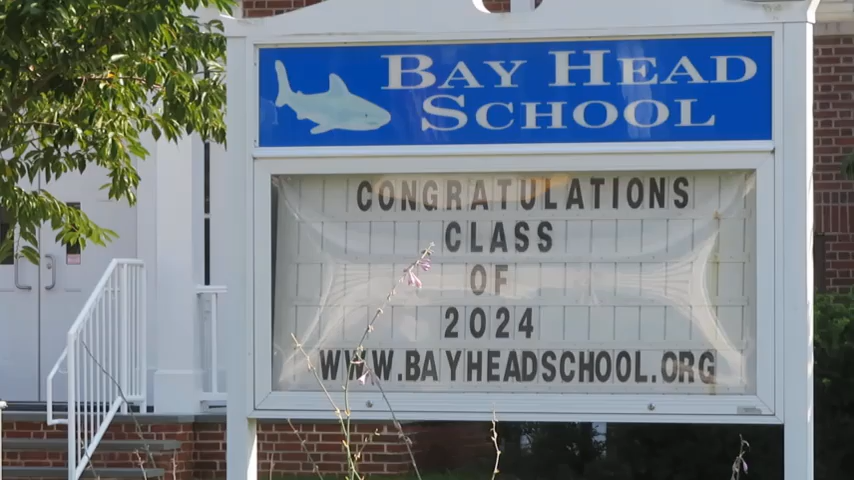 BAY HEAD
SCHOOL
CONGRATULATIONS
CLASS
OF
2024
WWW.BAYHEADSCHOOL.ORG